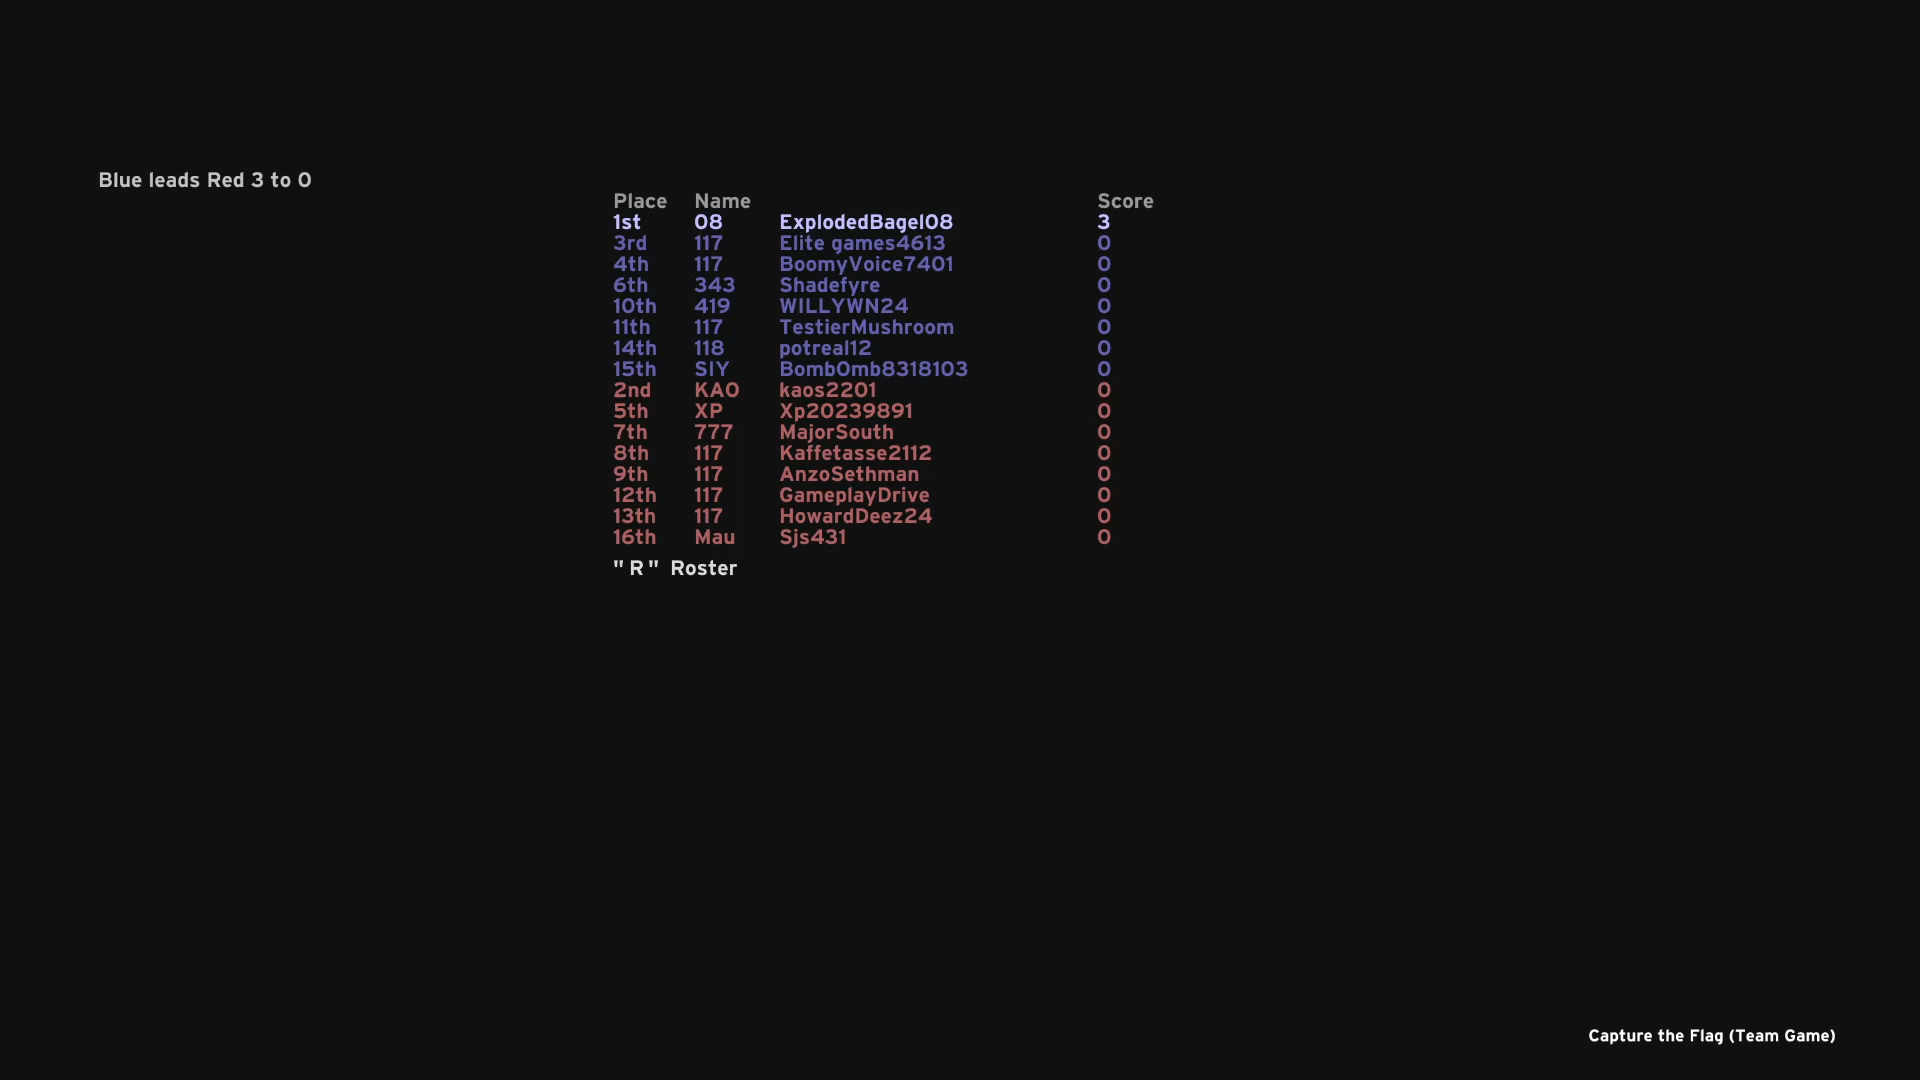 Blue leads Red 3 to 0
Place Name Score
1st 08 ExplodedBagel08 3
3rd 117 Elite games4613 0
4th 117 BoomyVoice7401 0
6th 343 Shadefyre 0
10th 419 WILLYWN24 0
11th 117 TestierMushroom 0
14th 118 potreal12 0
15th SIY BombOmb8318103 0
2nd KAO kaos2201 0
5th XP Xp20239891 0
7th 777 MajorSouth 0
8th 117 Kaffetasse2112 0
9th 117 AnzoSethman 0
12th 117 GameplayDrive 0
13th 117 HowardDeez24 0
16th Mau Sjs431 0
"R" Roster
Capture the Flag (Team Game)